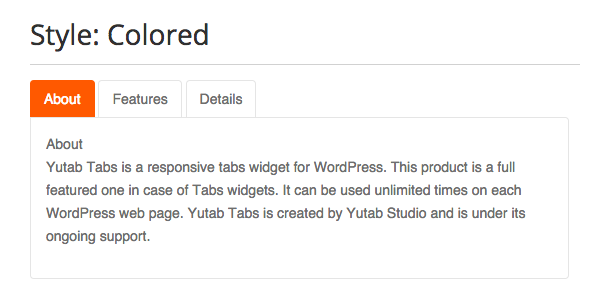 Style: Colored
About
Features
Details
About
Yutab Tabs is a responsive tabs widget for WordPress. This product is a full
featured one in case of Tabs widgets. It can be used unlimited times on each
WordPress web page. Yutab Tabs is created by Yutab Studio and is under its
ongoing support.